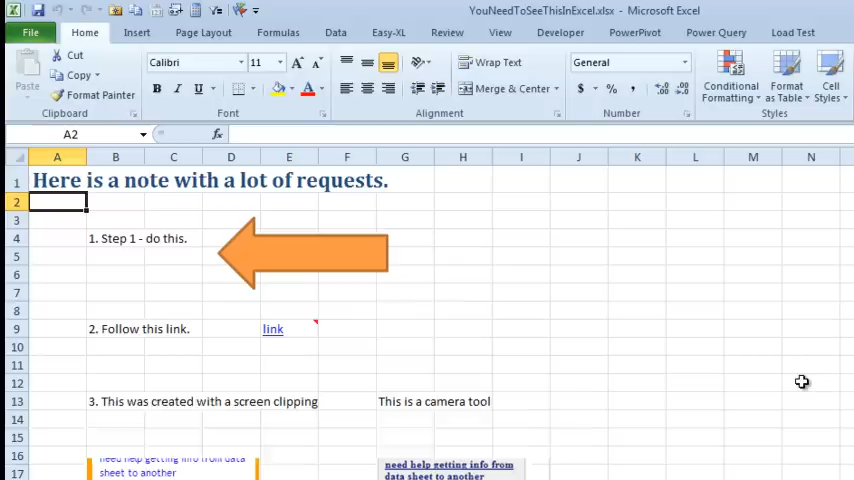 YouNeedToSeeThisInExcel.xlsx - Microsoft Excel
File Home Insert Page Layout Formulas Data Easy-XL Review View Developer PowerPivot Power Query Load Test
Cut
Copy
Paste
Format Painter
Clipboard
Calibri 11
B I U
Font
Wrap Text
Merge & Center
Alignment
General
$ % ,
Number
Conditional Formatting
Format as Table
Cell Styles
Styles
A2 fx
A B C D E F G H I J K L M N
1 Here is a note with a lot of requests.
2
3
4 1. Step 1 - do this.
5
6
7
8
9 2. Follow this link. link
10
11
12
13 3. This was created with a screen clipping This is a camera tool
14
15
16 need help getting info from data need help getting info from
17 sheet to another data sheet to another